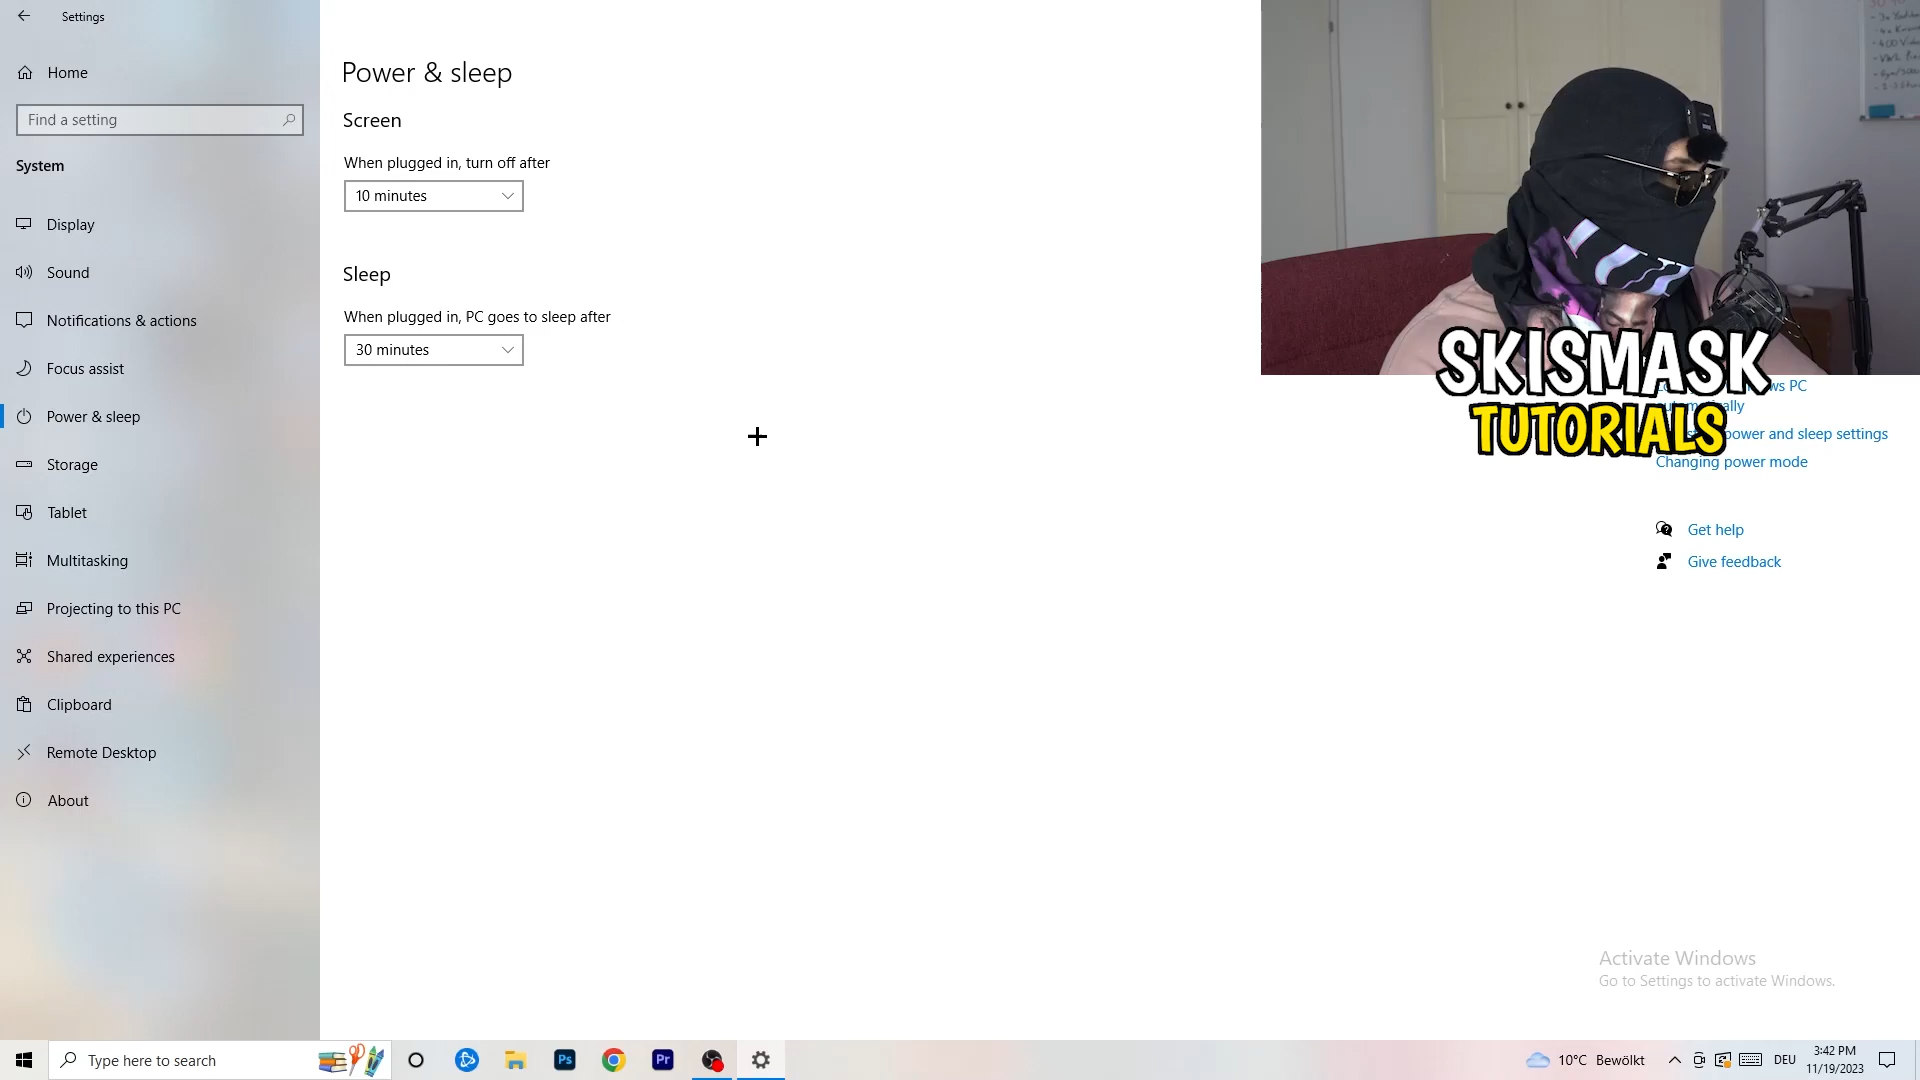 Settings
Home
Find a setting
System
Display
Sound
Notifications & actions
Focus assist
Power & sleep
Storage
Tablet
Multitasking
Projecting to this PC
Shared experiences
Clipboard
Remote Desktop
About
Power & sleep
Screen
When plugged in, turn off after
10 minutes
Sleep
When plugged in, PC goes to sleep after
30 minutes
SKISMASK
TUTORIALS
PC
power and sleep settings
Changing power mode
Get help
Give feedback
Activate Windows
Go to Settings to activate Windows.
Type here to search
Ps
Pr
10°C Bewölkt
DEU
3:42 PM
11/19/2023